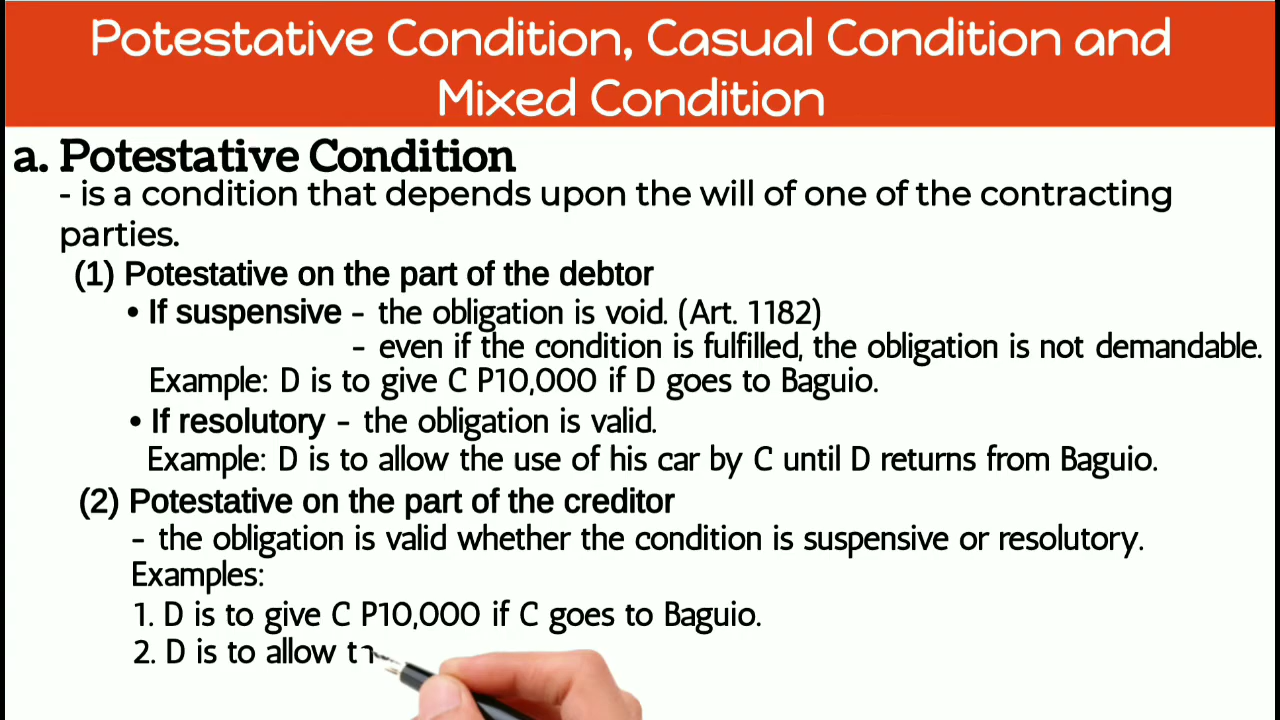 Potestative Condition, Casual Condition and
Mixed Condition
a. Potestative Condition
- is a condition that depends upon the will of one of the contracting
parties.
(1) Potestative on the part of the debtor
• If suspensive - the obligation is void. (Art. 1182)
- even if the condition is fulfilled, the obligation is not demandable.
Example: D is to give C P10,000 if D goes to Baguio.
• If resolutory - the obligation is valid.
Example: D is to allow the use of his car by C until D returns from Baguio.
(2) Potestative on the part of the creditor
- the obligation is valid whether the condition is suspensive or resolutory.
Examples:
1. D is to give C P10,000 if C goes to Baguio.
2. D is to allow